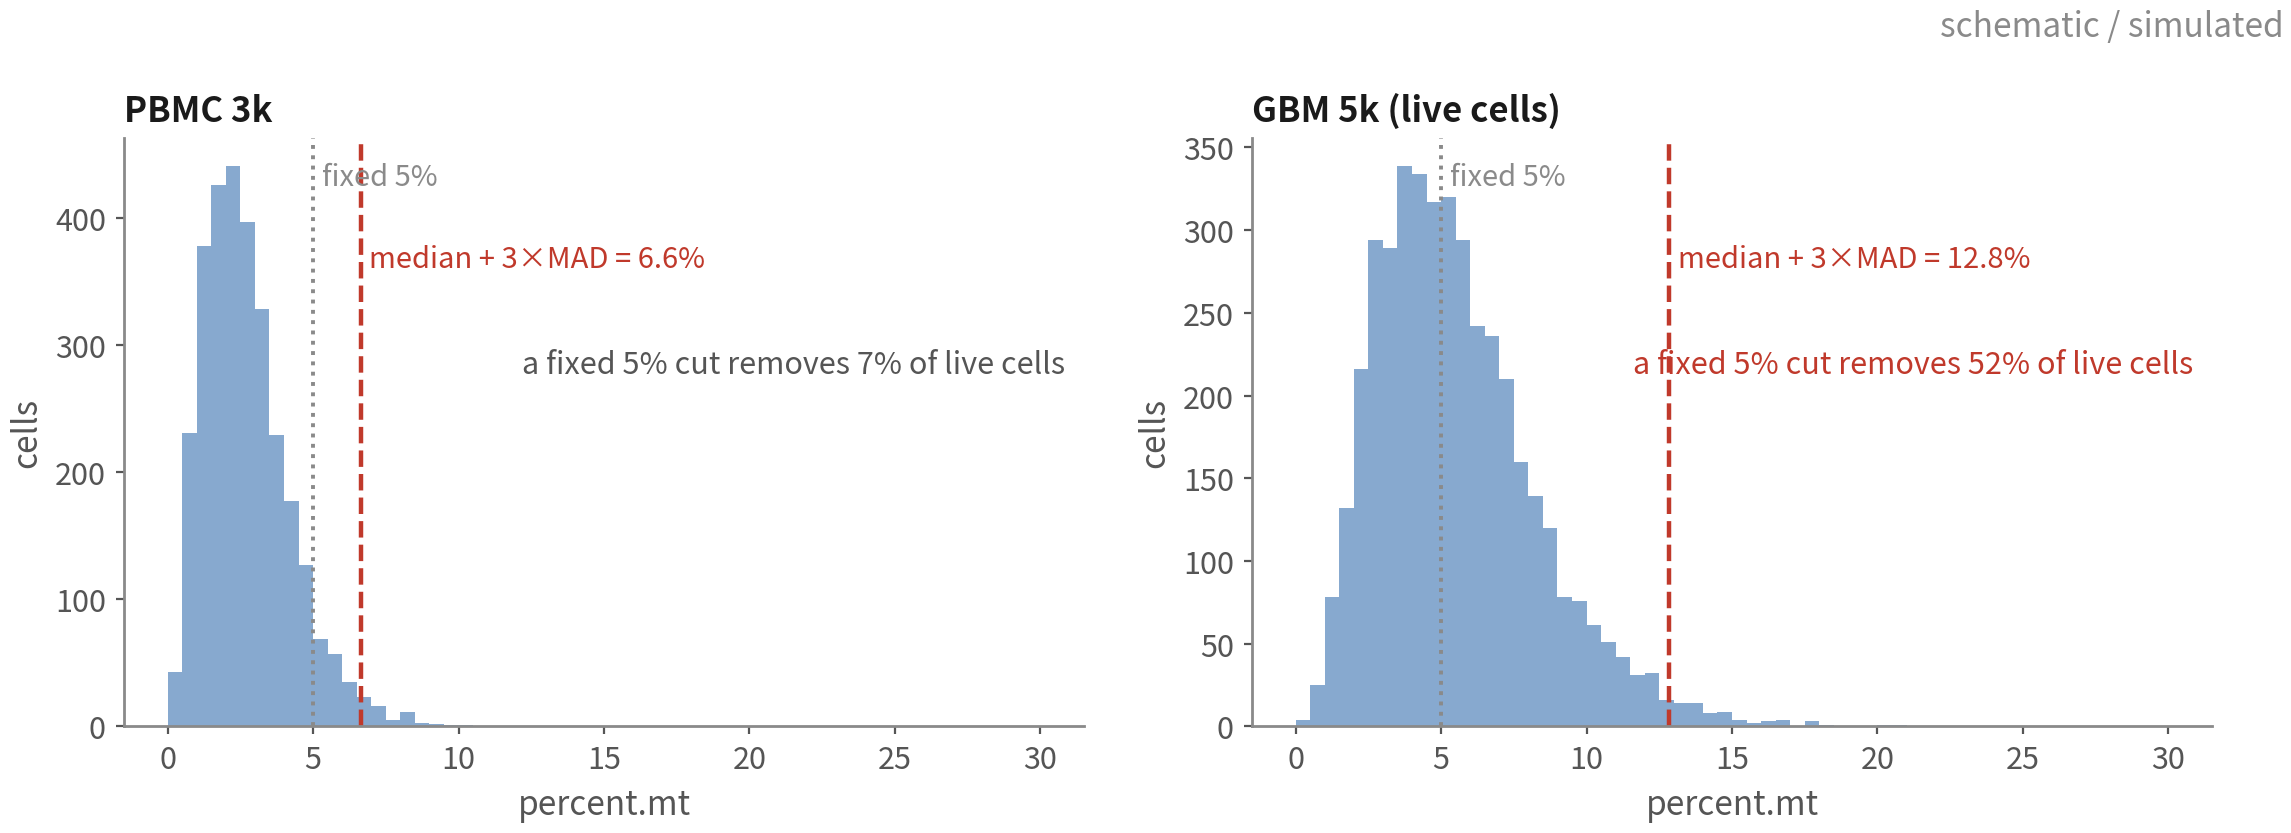 schematic / simulated
PBMC 3k
fixed 5%
median + 3×MAD = 6.6%
a fixed 5% cut removes 7% of live cells
cells
400
300
200
100
0
0 5 10 15 20 25 30
percent.mt
GBM 5k (live cells)
fixed 5%
median + 3×MAD = 12.8%
a fixed 5% cut removes 52% of live cells
cells
350
300
250
200
150
100
50
0
0 5 10 15 20 25 30
percent.mt